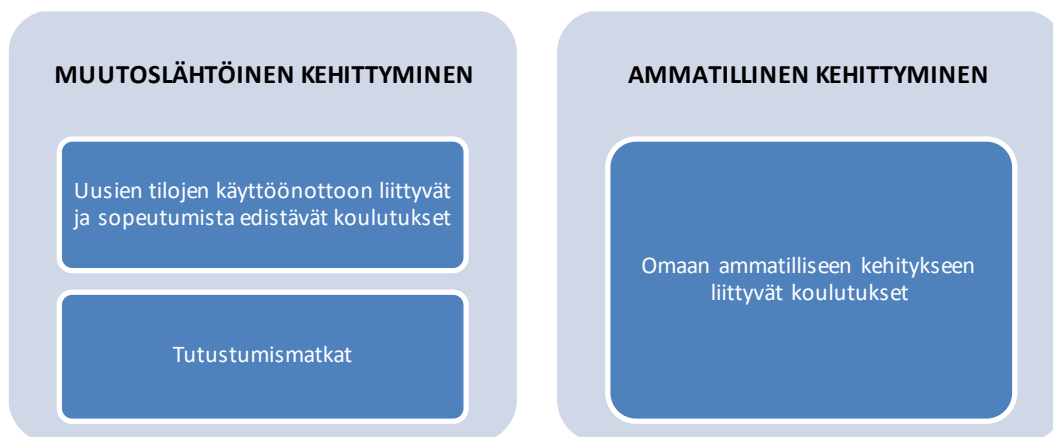 MUUTOSLÄHTÖINEN KEHITTYMINEN
Uusien tilojen käyttöönottoon liittyvät
ja sopeutumista edistävät koulutukset
Tutustumismatkat
AMMATILLINEN KEHITTYMINEN
Omaan ammatilliseen kehitykseen
liittyvät koulutukset